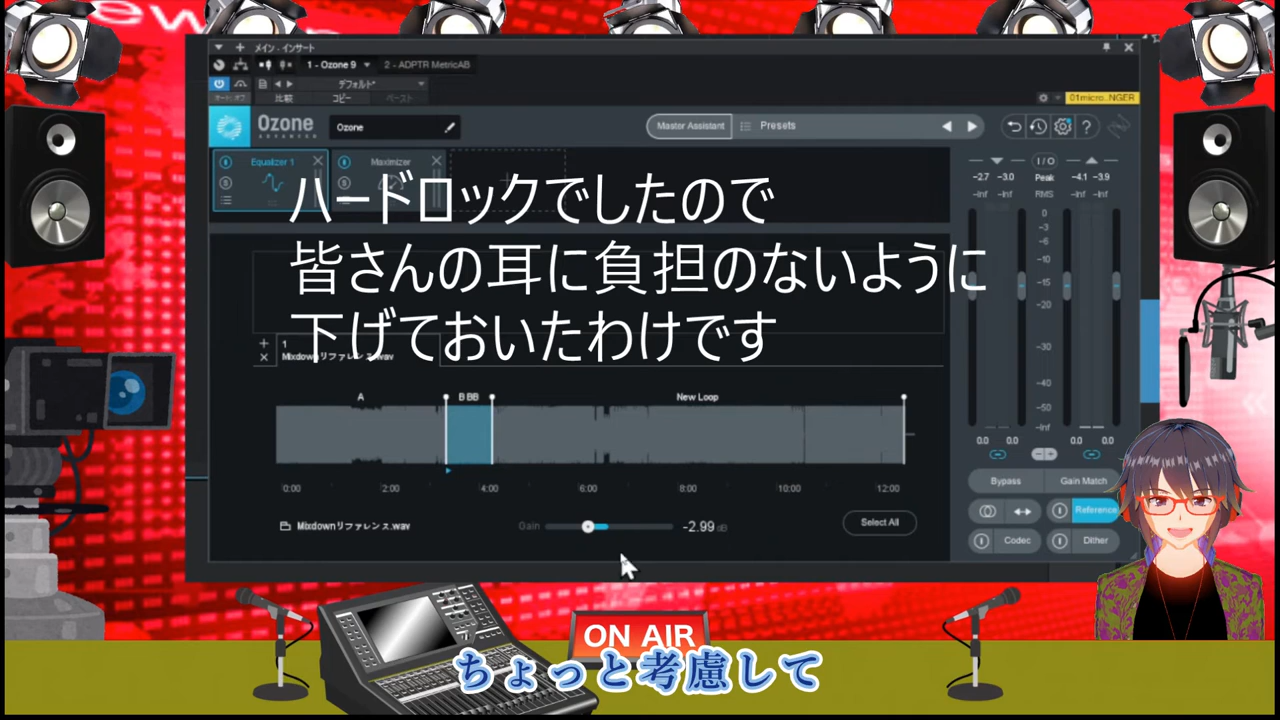 ew
メイン - インサート
1 - Ozone 9
2 - ADPTR MetricAB
デフォルト*
オート: オフ
比較
コピー
ペースト
01micro..NGER
Ozone
ADVANCED
Ozone
Master Assistant
Presets
?
Equalizer 1
Maximizer
I/O
-2.7 -3.0 Peak -4.1 -3.9
-Inf -Inf RMS -Inf -Inf
ハードロックでしたので
皆さんの耳に負担のないように
下げておいたわけです
0
-3
-6
-10
-15
-20
-30
-40
-50
-Inf
1
Mixdownリファレンス.wav
A
B BB
New Loop
0:00
2:00
4:00
6:00
8:00
10:00
12:00
0.0 0.0 0.0 0.0
Mixdownリファレンス.wav
Gain
-2.99 dB
Select All
Bypass
Gain Match
Reference
Codec
Dither
ON AIR
ちょっと考慮して